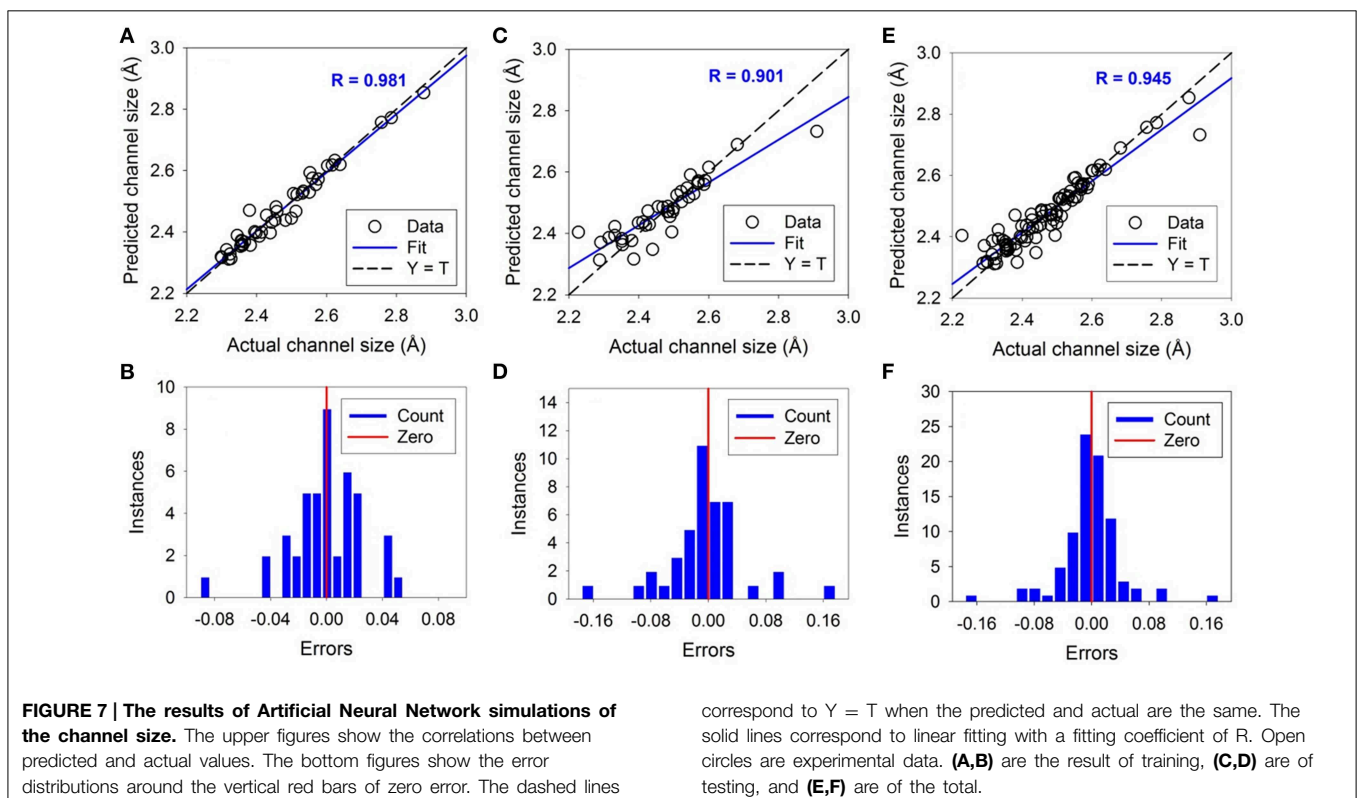 A
Predicted channel size (Å)
3.0
2.8
2.6
2.4
2.2
R = 0.981
Data
Fit
Y = T
2.2 2.4 2.6 2.8 3.0
Actual channel size (Å)
C
Predicted channel size (Å)
3.0
2.8
2.6
2.4
2.2
R = 0.901
Data
Fit
Y = T
2.2 2.4 2.6 2.8 3.0
Actual channel size (Å)
E
Predicted channel size (Å)
3.0
2.8
2.6
2.4
2.2
R = 0.945
Data
Fit
Y = T
2.2 2.4 2.6 2.8 3.0
Actual channel size (Å)
B
Instances
10
8
6
4
2
0
Count
Zero
-0.08 -0.04 0.00 0.04 0.08
Errors
D
Instances
14
12
10
8
6
4
2
0
Count
Zero
-0.16 -0.08 0.00 0.08 0.16
Errors
F
Instances
30
25
20
15
10
5
0
Count
Zero
-0.16 -0.08 0.00 0.08 0.16
Errors
FIGURE 7 | The results of Artificial Neural Network simulations of
the channel size. The upper figures show the correlations between
predicted and actual values. The bottom figures show the error
distributions around the vertical red bars of zero error. The dashed lines
correspond to Y = T when the predicted and actual are the same. The
solid lines correspond to linear fitting with a fitting coefficient of R. Open
circles are experimental data. (A,B) are the result of training, (C,D) are of
testing, and (E,F) are of the total.